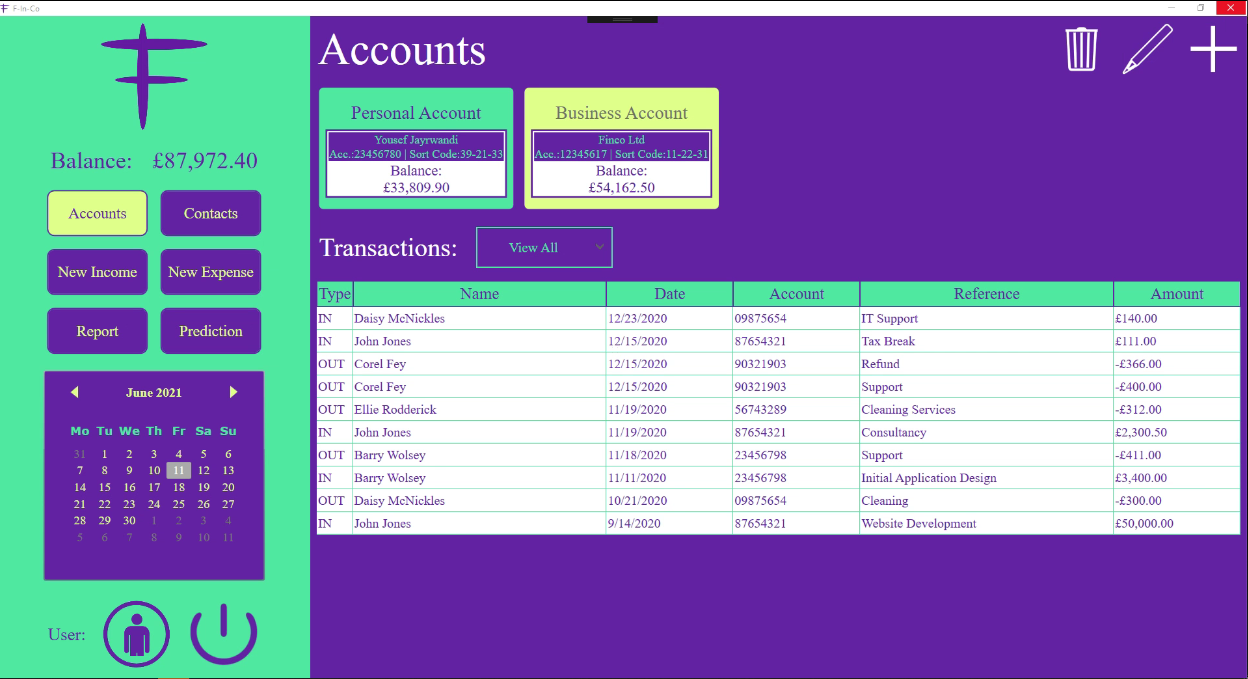 F-In-Co
Balance: £87,972.40
Accounts Contacts
New Income New Expense
Report Prediction
June 2021
Mo Tu We Th Fr Sa Su
31 1 2 3 4 5 6
7 8 9 10 11 12 13
14 15 16 17 18 19 20
21 22 23 24 25 26 27
28 29 30 1 2 3 4
5 6 7 8 9 10 11
User:
Accounts
Personal Account
Yousef Jayrwandi
Acc.:23456780 | Sort Code:39-21-33
Balance:
£33,809.90
Business Account
Finco Ltd
Acc.:12345617 | Sort Code:11-22-31
Balance:
£54,162.50
Transactions: View All
Type Name Date Account Reference Amount
IN Daisy McNickles 12/23/2020 09875654 IT Support £140.00
IN John Jones 12/15/2020 87654321 Tax Break £111.00
OUT Corel Fey 12/15/2020 90321903 Refund -£366.00
OUT Corel Fey 12/15/2020 90321903 Support -£400.00
OUT Ellie Rodderick 11/19/2020 56743289 Cleaning Services -£312.00
IN John Jones 11/19/2020 87654321 Consultancy £2,300.50
OUT Barry Wolsey 11/18/2020 23456798 Support -£411.00
IN Barry Wolsey 11/11/2020 23456798 Initial Application Design £3,400.00
OUT Daisy McNickles 10/21/2020 09875654 Cleaning -£300.00
IN John Jones 9/14/2020 87654321 Website Development £50,000.00